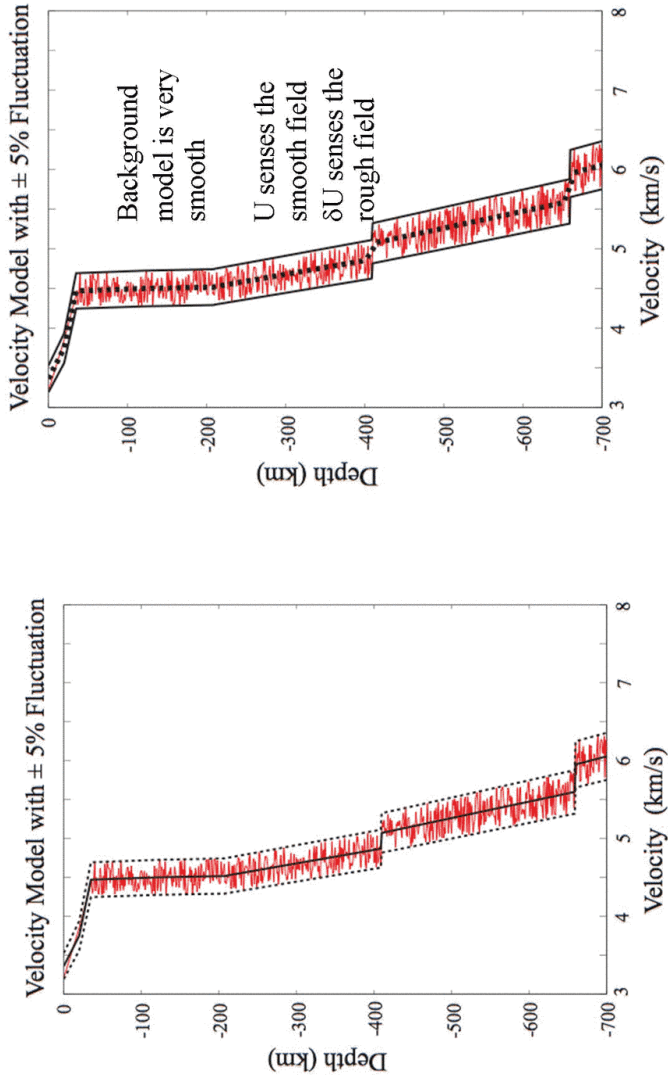 Velocity Model with ± 5% Fluctuation
0
-100
-200
-300
-400
-500
-600
-700
Depth (km)
3
4
5
6
7
8
Velocity (km/s)
Velocity Model with ± 5% Fluctuation
Background
model is very
smooth
U senses the
smooth field
δU senses the
rough field
0
-100
-200
-300
-400
-500
-600
-700
Depth (km)
3
4
5
6
7
8
Velocity (km/s)